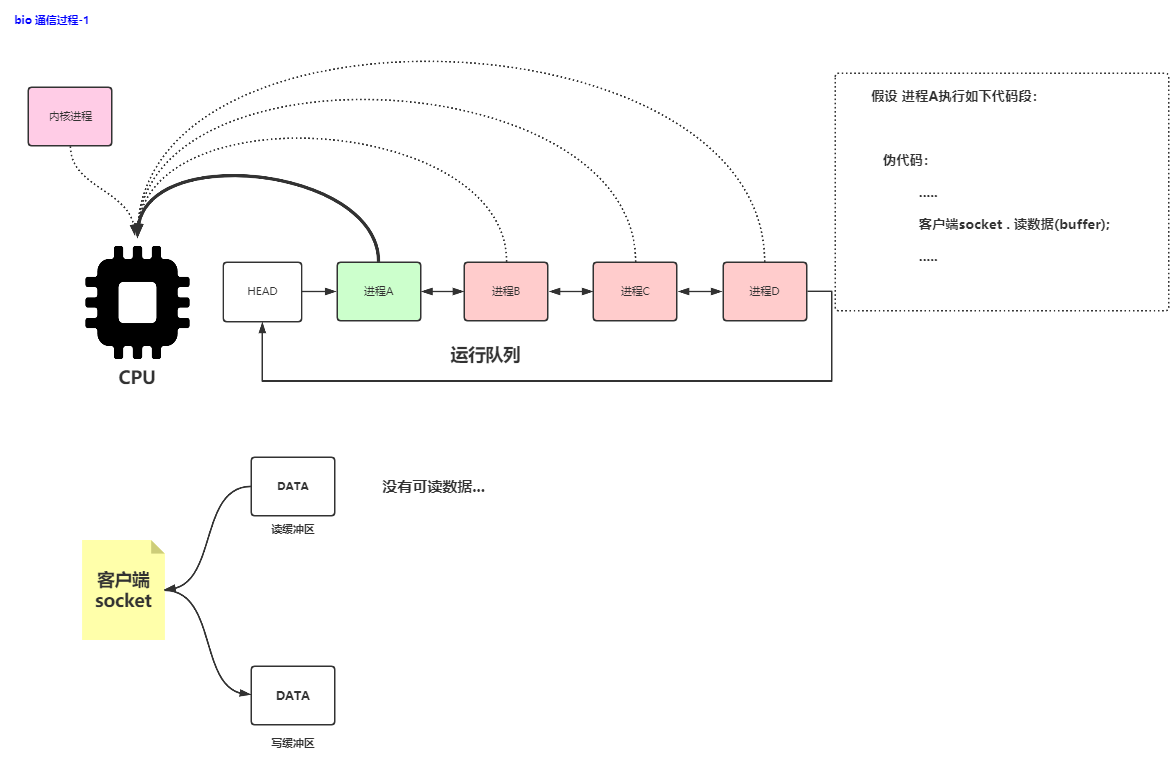 bio 通信过程-1
内核进程
假设 进程A执行如下代码段：
伪代码：
.....
客户端socket . 读数据(buffer);
.....
HEAD
进程A
进程B
进程C
进程D
运行队列
CPU
DATA
没有可读数据...
读缓冲区
客户端
socket
DATA
写缓冲区